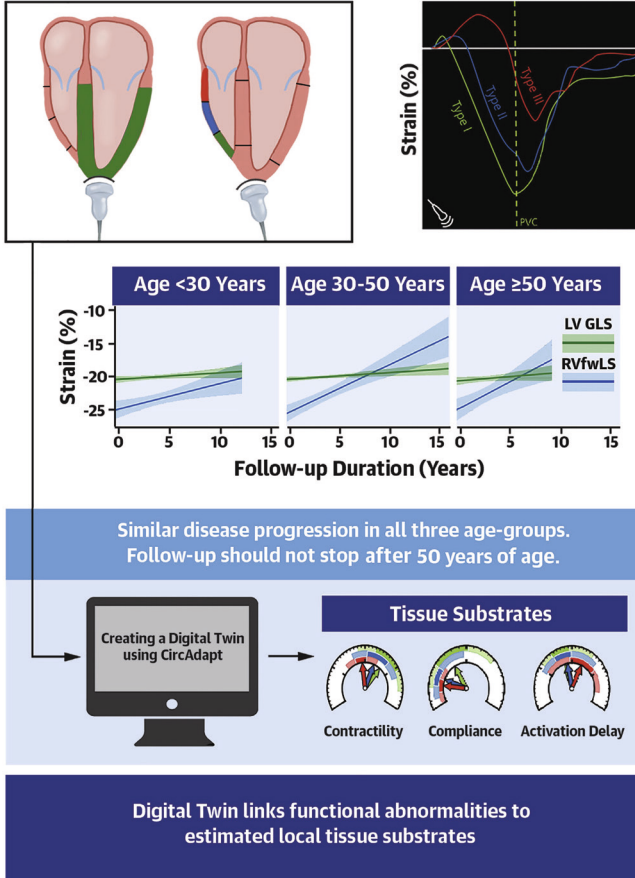 Strain (%)
Type I
Type II
Type III
PVC
Age <30 Years
Age 30-50 Years
Age ≥50 Years
Strain (%)
-10
-15
-20
-25
LV GLS
RVfwLS
0 5 10 15
0 5 10 15
0 5 10 15
Follow-up Duration (Years)
Similar disease progression in all three age-groups.
Follow-up should not stop after 50 years of age.
Creating a Digital Twin
using CircAdapt
Tissue Substrates
Contractility
Compliance
Activation Delay
Digital Twin links functional abnormalities to
estimated local tissue substrates